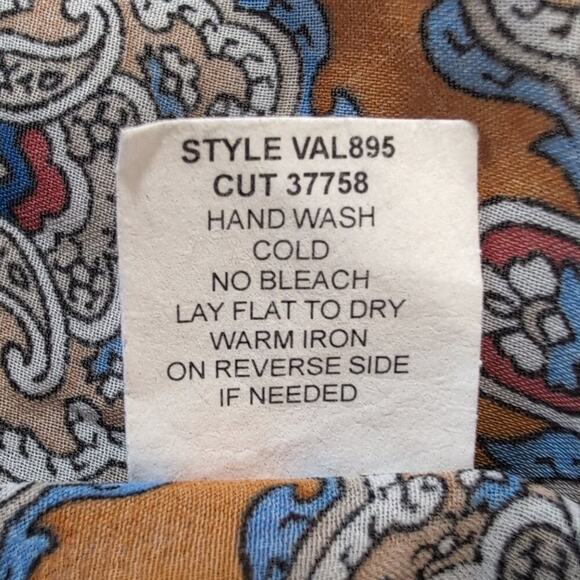 STYLE VAL895
CUT 37758
HAND WASH
COLD
NO BLEACH
LAY FLAT TO DRY
WARM IRON
ON REVERSE SIDE
IF NEEDED